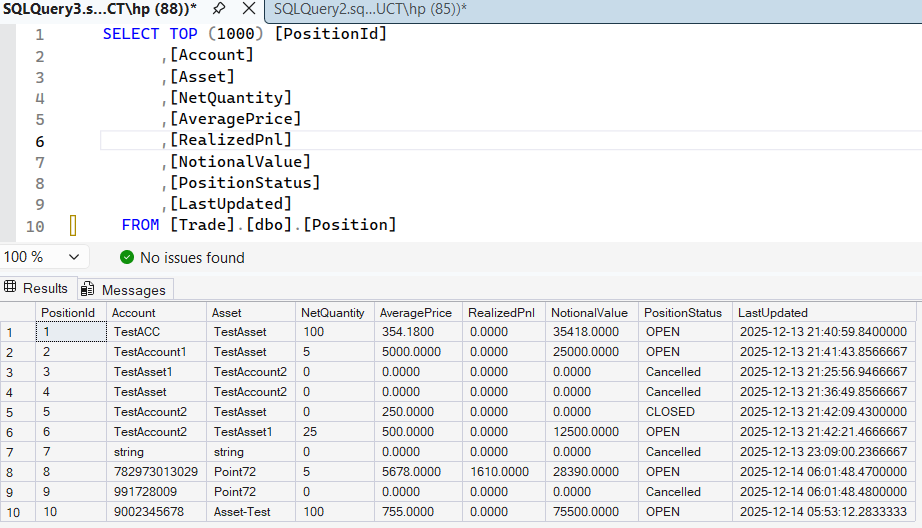 SQLQuery3.s...CT\hp (88))* SQLQuery2.sq...UCT\hp (85))*
1 SELECT TOP (1000) [PositionId]
2 ,[Account]
3 ,[Asset]
4 ,[NetQuantity]
5 ,[AveragePrice]
6 ,[RealizedPnl]
7 ,[NotionalValue]
8 ,[PositionStatus]
9 ,[LastUpdated]
10 FROM [Trade].[dbo].[Position]
100 % No issues found
Results Messages
PositionId Account Asset NetQuantity AveragePrice RealizedPnl NotionalValue PositionStatus LastUpdated
1 1 TestACC TestAsset 100 354.1800 0.0000 35418.0000 OPEN 2025-12-13 21:40:59.8400000
2 2 TestAccount1 TestAsset 5 5000.0000 0.0000 25000.0000 OPEN 2025-12-13 21:41:43.8566667
3 3 TestAsset1 TestAccount2 0 0.0000 0.0000 0.0000 Cancelled 2025-12-13 21:25:56.9466667
4 4 TestAsset TestAccount2 0 0.0000 0.0000 0.0000 Cancelled 2025-12-13 21:36:49.8566667
5 5 TestAccount2 TestAsset 0 250.0000 0.0000 0.0000 CLOSED 2025-12-13 21:42:09.4300000
6 6 TestAccount2 TestAsset1 25 500.0000 0.0000 12500.0000 OPEN 2025-12-13 21:42:21.4666667
7 7 string string 0 0.0000 0.0000 0.0000 Cancelled 2025-12-13 23:09:00.2366667
8 8 782973013029 Point72 5 5678.0000 1610.0000 28390.0000 OPEN 2025-12-14 06:01:48.4700000
9 9 991728009 Point72 0 0.0000 0.0000 0.0000 Cancelled 2025-12-14 06:01:48.4800000
10 10 9002345678 Asset-Test 100 755.0000 0.0000 75500.0000 OPEN 2025-12-14 05:53:12.2833333